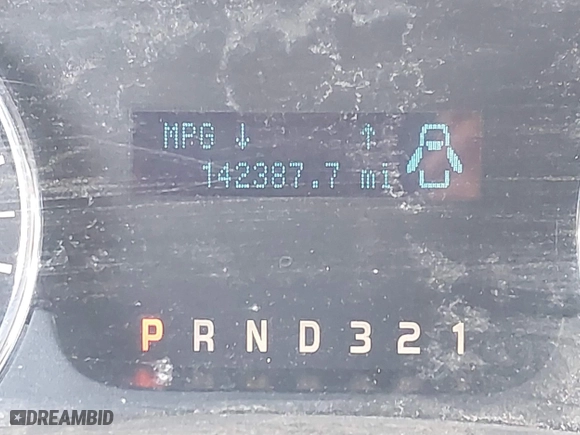 MPG ↓ ↑
142387.7 mi
P R N D 3 2 1
DREAMBID